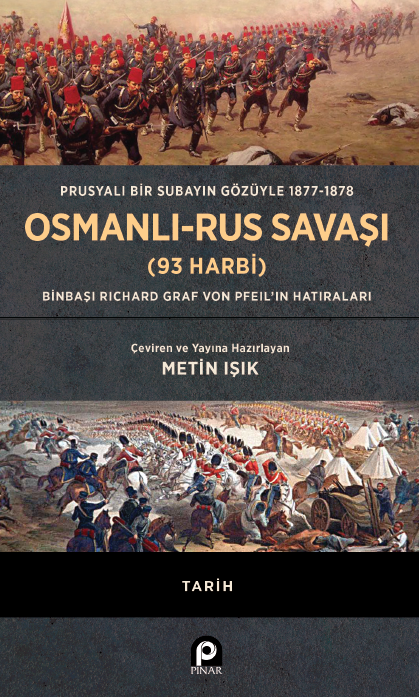 PRUSYALI BİR SUBAYIN GÖZÜYLE 1877-1878
OSMANLI-RUS SAVAŞI
(93 HARBİ)
BİNBAŞI RICHARD GRAF VON PFEIL'IN HATIRALARI
Çeviren ve Yayına Hazırlayan
METİN IŞIK
TARİH
P
PINAR